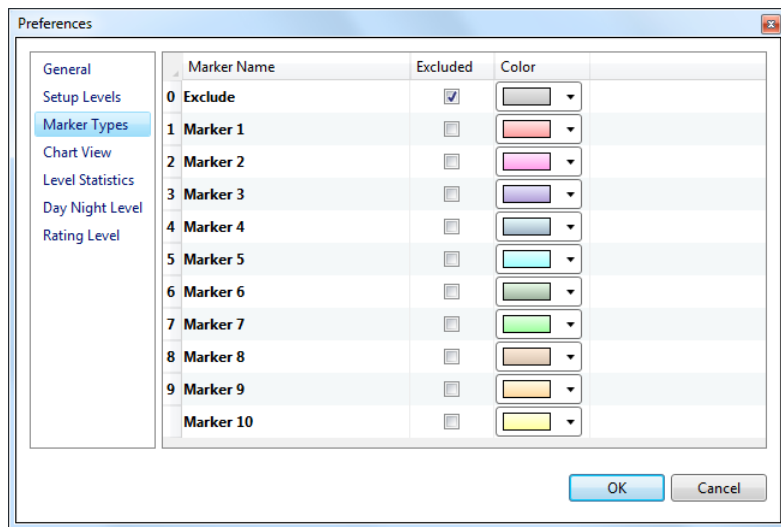 Preferences
General
Setup Levels
Marker Types
Chart View
Level Statistics
Day Night Level
Rating Level
Marker Name Excluded Color
0 Exclude
1 Marker 1
2 Marker 2
3 Marker 3
4 Marker 4
5 Marker 5
6 Marker 6
7 Marker 7
8 Marker 8
9 Marker 9
Marker 10
OK Cancel